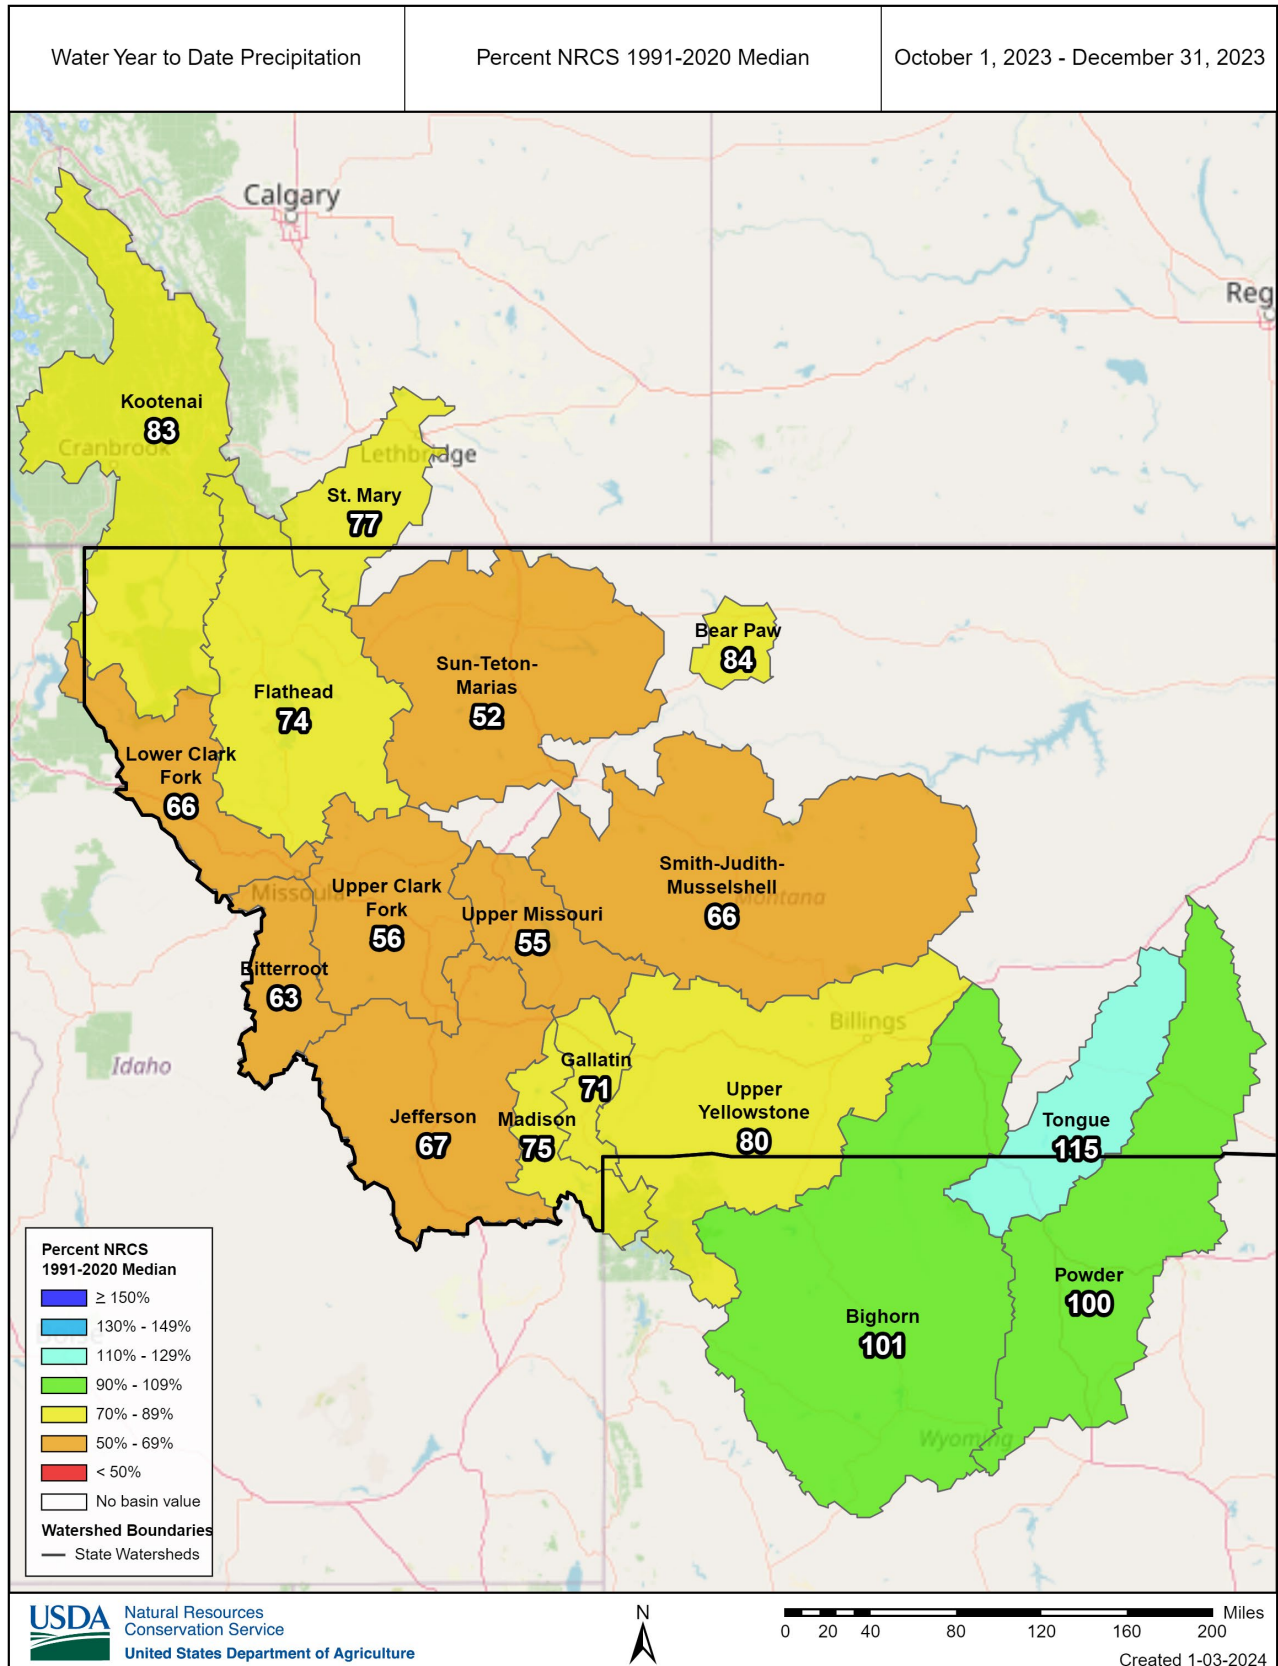 Water Year to Date Precipitation
Percent NRCS 1991-2020 Median
October 1, 2023 - December 31, 2023
Calgary
Reg
Kootenai
83
Cranbrook
Lethbridge
St. Mary
77
Bear Paw
84
Sun-Teton-
Marias
52
Flathead
74
Lower Clark
Fork
66
Smith-Judith-
Musselshell
66
Montana
Missoula
Upper Clark
Fork
56
Upper Missouri
55
Bitterroot
63
Billings
Idaho
Gallatin
71
Upper
Yellowstone
80
Jefferson
67
Madison
75
Tongue
115
Powder
100
Bighorn
101
Wyoming
Percent NRCS
1991-2020 Median
≥ 150%
130% - 149%
110% - 129%
90% - 109%
70% - 89%
50% - 69%
< 50%
No basin value
Watershed Boundaries
State Watersheds
USDA
Natural Resources
Conservation Service
United States Department of Agriculture
N
Miles
0 20 40 80 120 160 200
Created 1-03-2024